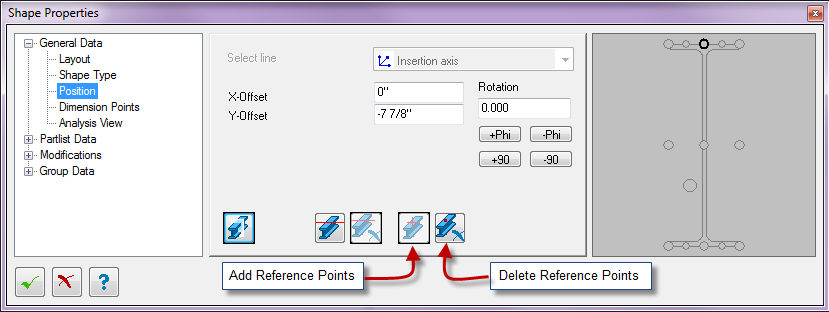 Shape Properties
General Data
Layout
Shape Type
Position
Dimension Points
Analysis View
Partlist Data
Modifications
Group Data
Select line
Insertion axis
X-Offset
0"
Y-Offset
-7 7/8"
Rotation
0.000
+Phi
-Phi
+90
-90
Add Reference Points
Delete Reference Points
?